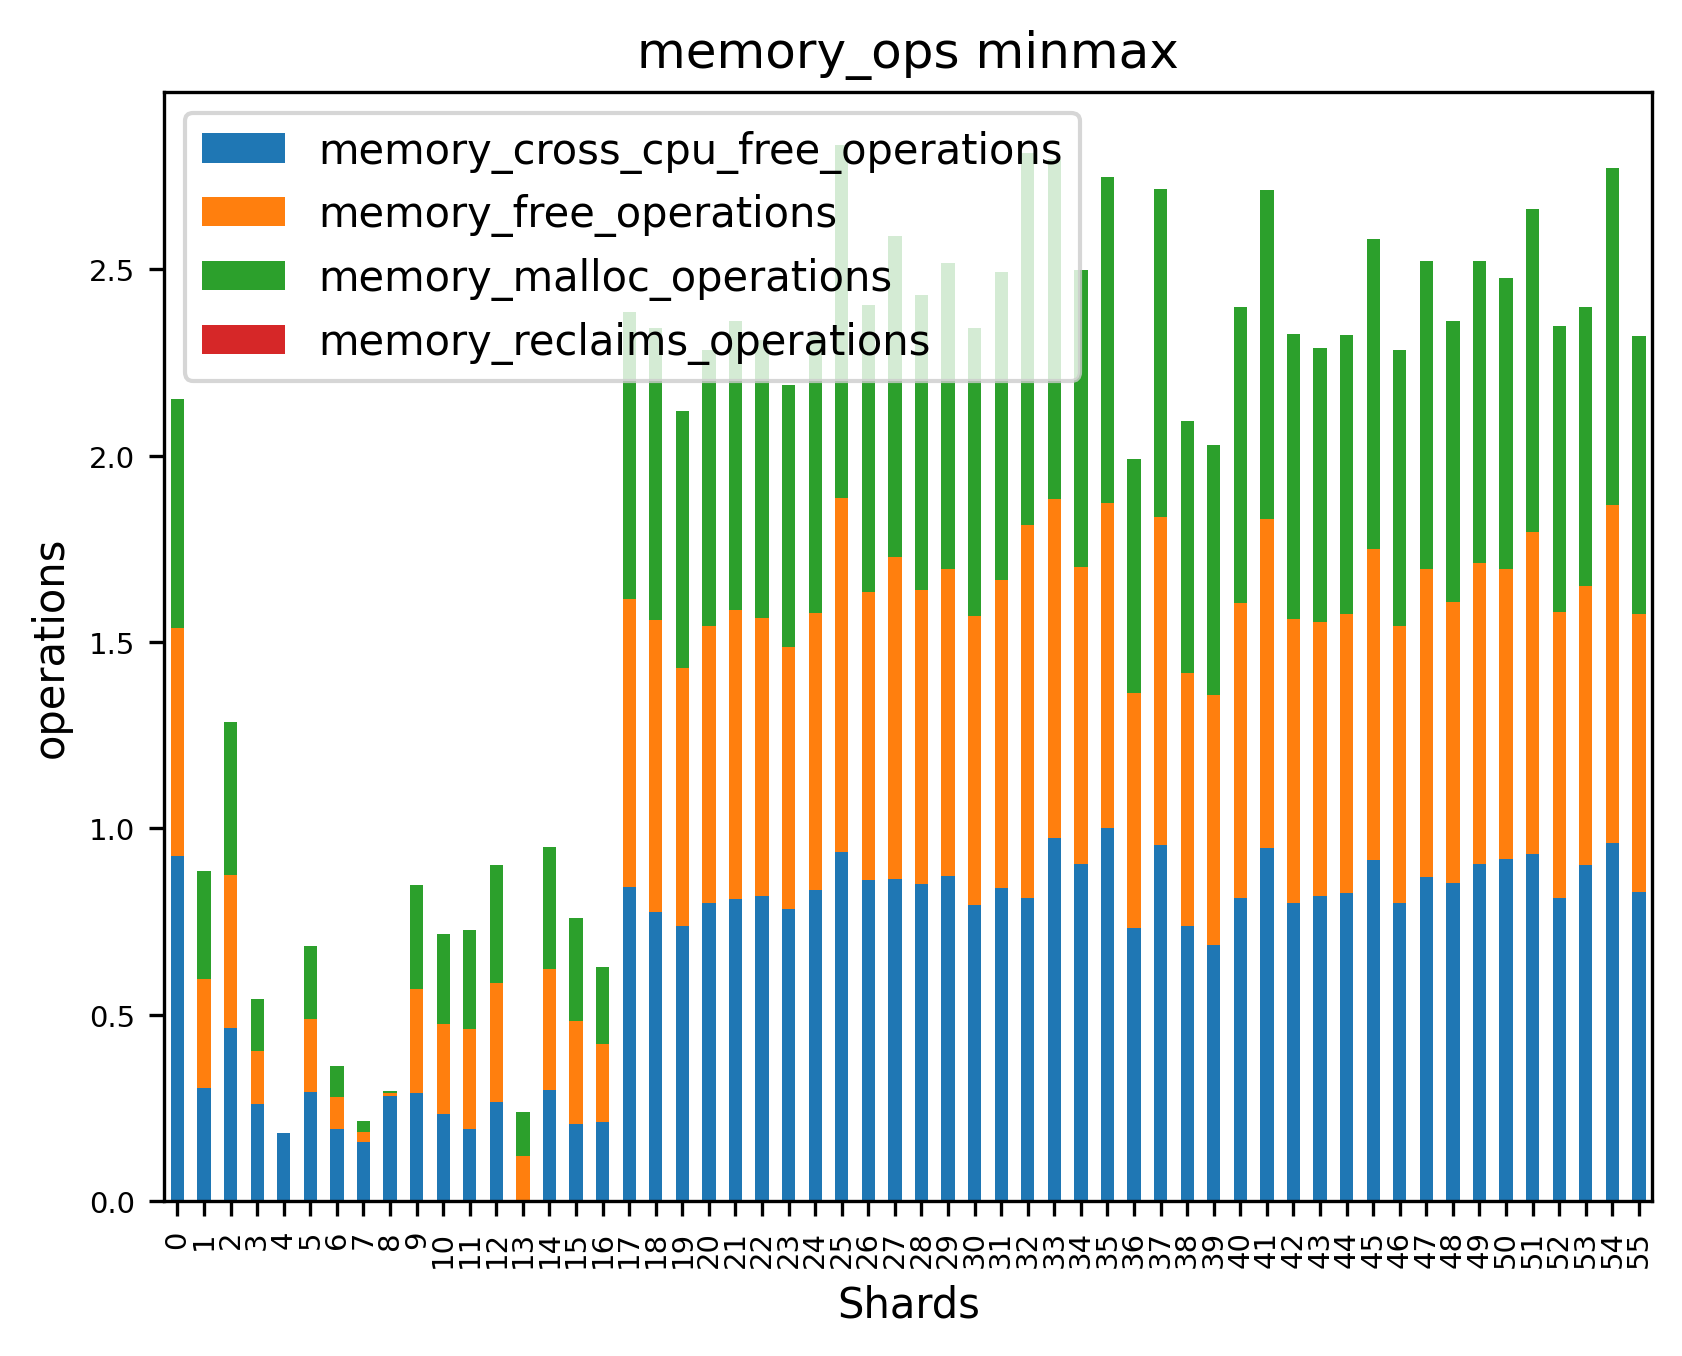 memory_ops minmax
memory_cross_cpu_free_operations
memory_free_operations
memory_malloc_operations
memory_reclaims_operations
operations
2.5
2.0
1.5
1.0
0.5
0.0
0 1 2 3 4 5 6 7 8 9 10 11 12 13 14 15 16 17 18 19 20 21 22 23 24 25 26 27 28 29 30 31 32 33 34 35 36 37 38 39 40 41 42 43 44 45 46 47 48 49 50 51 52 53 54 55
Shards